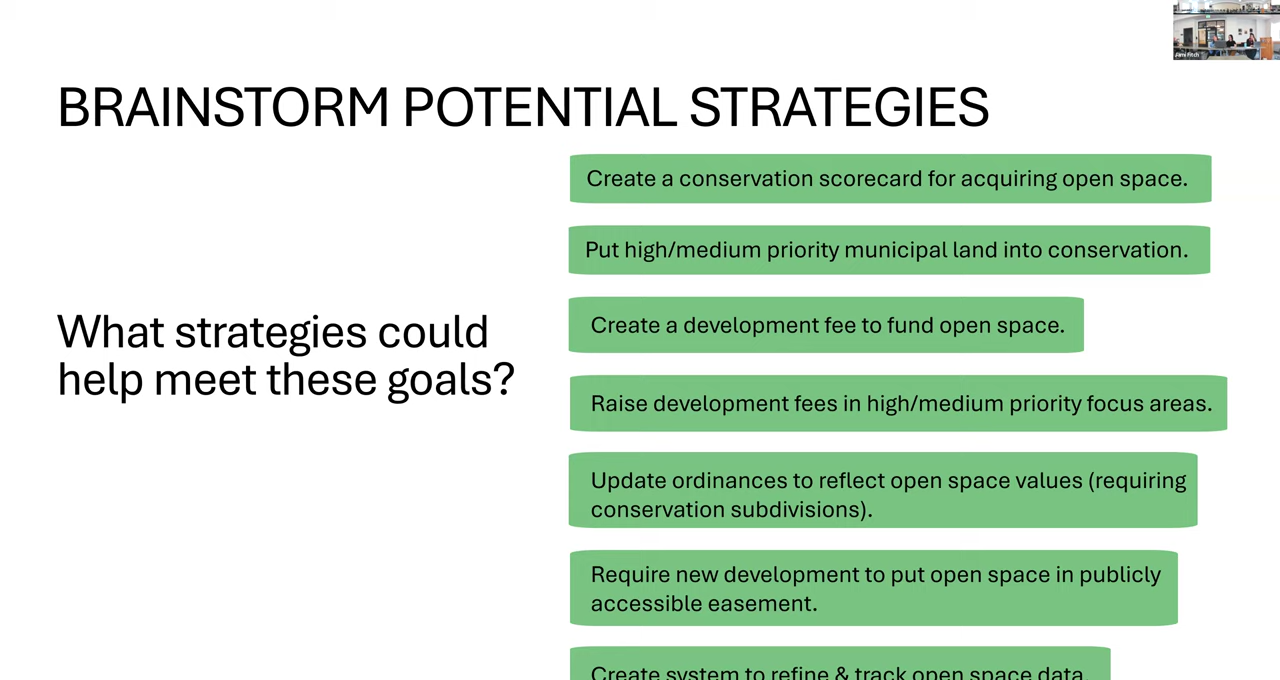 BRAINSTORM POTENTIAL STRATEGIES
What strategies could
help meet these goals?
Create a conservation scorecard for acquiring open space.
Put high/medium priority municipal land into conservation.
Create a development fee to fund open space.
Raise development fees in high/medium priority focus areas.
Update ordinances to reflect open space values (requiring
conservation subdivisions).
Require new development to put open space in publicly
accessible easement.
Create system to refine & track open space data.